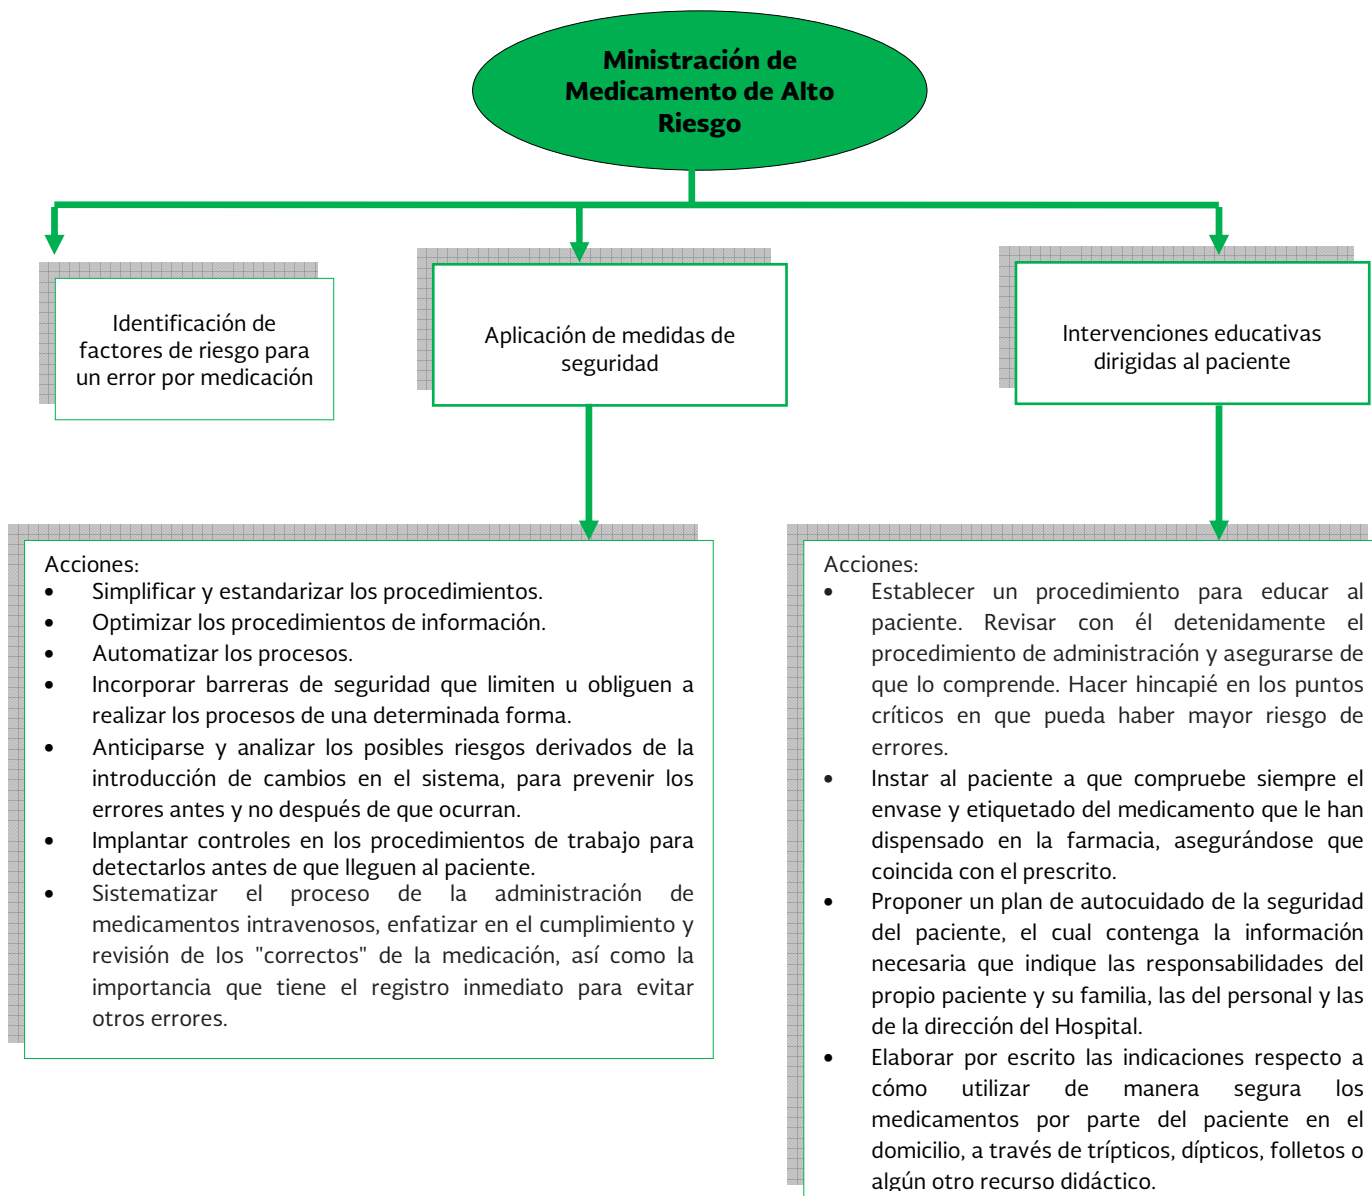 Ministración de
Medicamento de Alto
Riesgo
Identificación de
factores de riesgo para
un error por medicación
Aplicación de medidas de
seguridad
Intervenciones educativas
dirigidas al paciente
Acciones:
• Simplificar y estandarizar los procedimientos.
• Optimizar los procedimientos de información.
• Automatizar los procesos.
• Incorporar barreras de seguridad que limiten u obliguen a
realizar los procesos de una determinada forma.
• Anticiparse y analizar los posibles riesgos derivados de la
introducción de cambios en el sistema, para prevenir los
errores antes y no después de que ocurran.
• Implantar controles en los procedimientos de trabajo para
detectarlos antes de que lleguen al paciente.
• Sistematizar el proceso de la administración de
medicamentos intravenosos, enfatizar en el cumplimiento y
revisión de los "correctos" de la medicación, así como la
importancia que tiene el registro inmediato para evitar
otros errores.
Acciones:
• Establecer un procedimiento para educar al
paciente. Revisar con él detenidamente el
procedimiento de administración y asegurarse de
que lo comprende. Hacer hincapié en los puntos
críticos en que pueda haber mayor riesgo de
errores.
• Instar al paciente a que compruebe siempre el
envase y etiquetado del medicamento que le han
dispensado en la farmacia, asegurándose que
coincida con el prescrito.
• Proponer un plan de autocuidado de la seguridad
del paciente, el cual contenga la información
necesaria que indique las responsabilidades del
propio paciente y su familia, las del personal y las
de la dirección del Hospital.
• Elaborar por escrito las indicaciones respecto a
cómo utilizar de manera segura los
medicamentos por parte del paciente en el
domicilio, a través de trípticos, dípticos, folletos o
algún otro recurso didáctico.